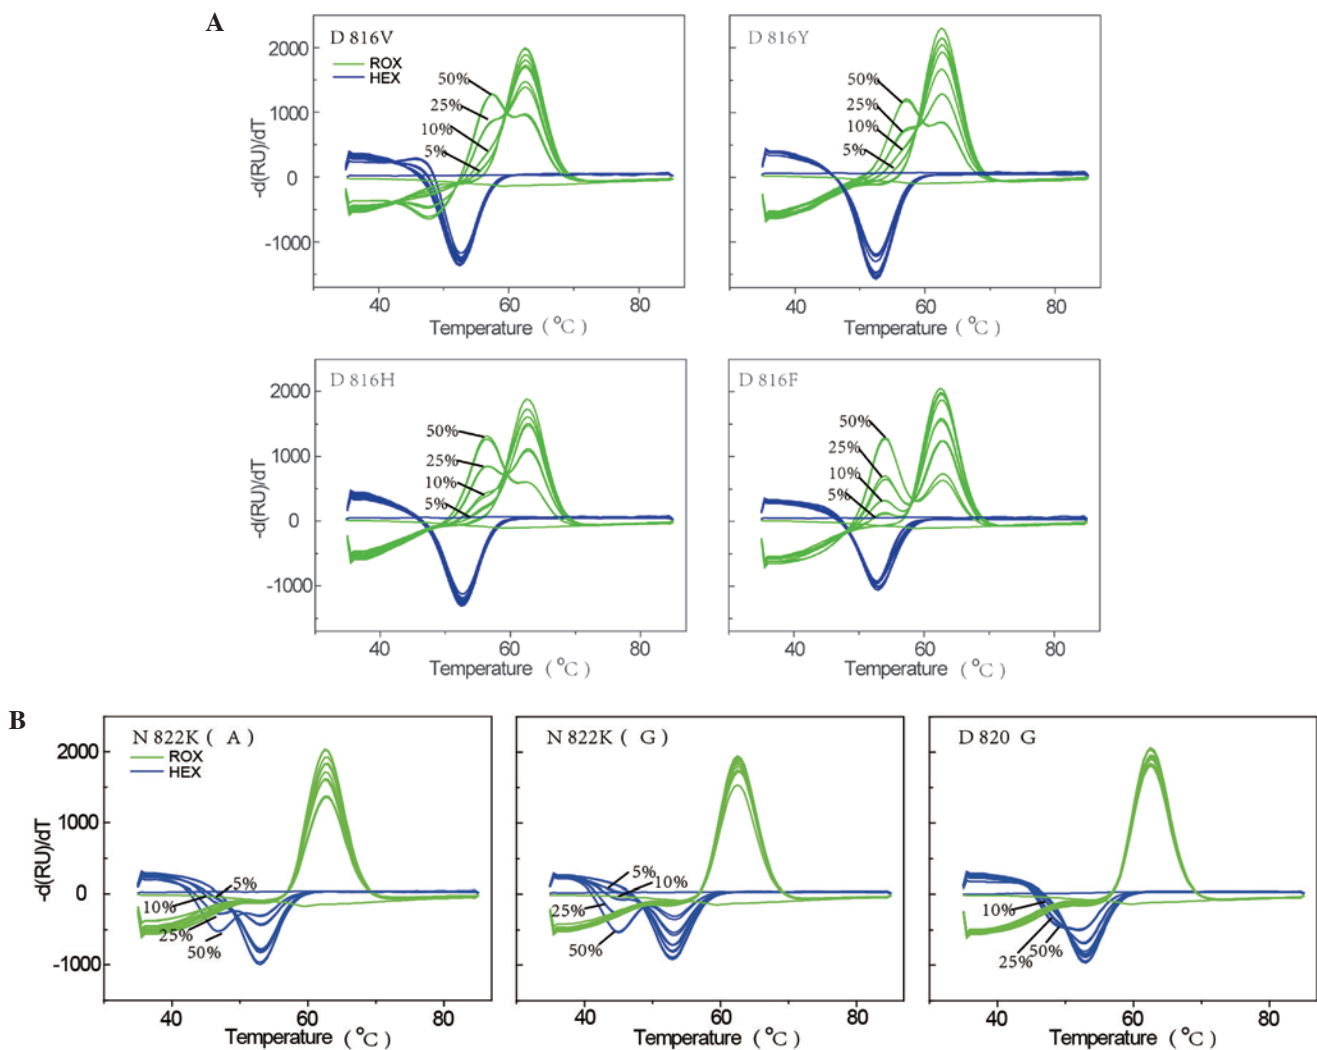 A
D 816V
ROX
HEX
50%
25%
10%
5%
2000
1000
0
-1000
-d(RU)/dT
40
60
80
Temperature (°C)
D 816Y
50%
25%
10%
5%
40
60
80
Temperature (°C)
D 816H
50%
25%
10%
5%
2000
1000
0
-1000
-d(RU)/dT
40
60
80
Temperature (°C)
D 816F
50%
25%
10%
5%
40
60
80
Temperature (°C)
B
N 822K ( A)
ROX
HEX
5%
10%
25%
50%
2000
1000
0
-1000
-d(RU)/dT
40
60
80
Temperature (°C)
N 822K ( G)
5%
10%
25%
50%
40
60
80
Temperature (°C)
D 820 G
10%
50%
25%
40
60
80
Temperature (°C)